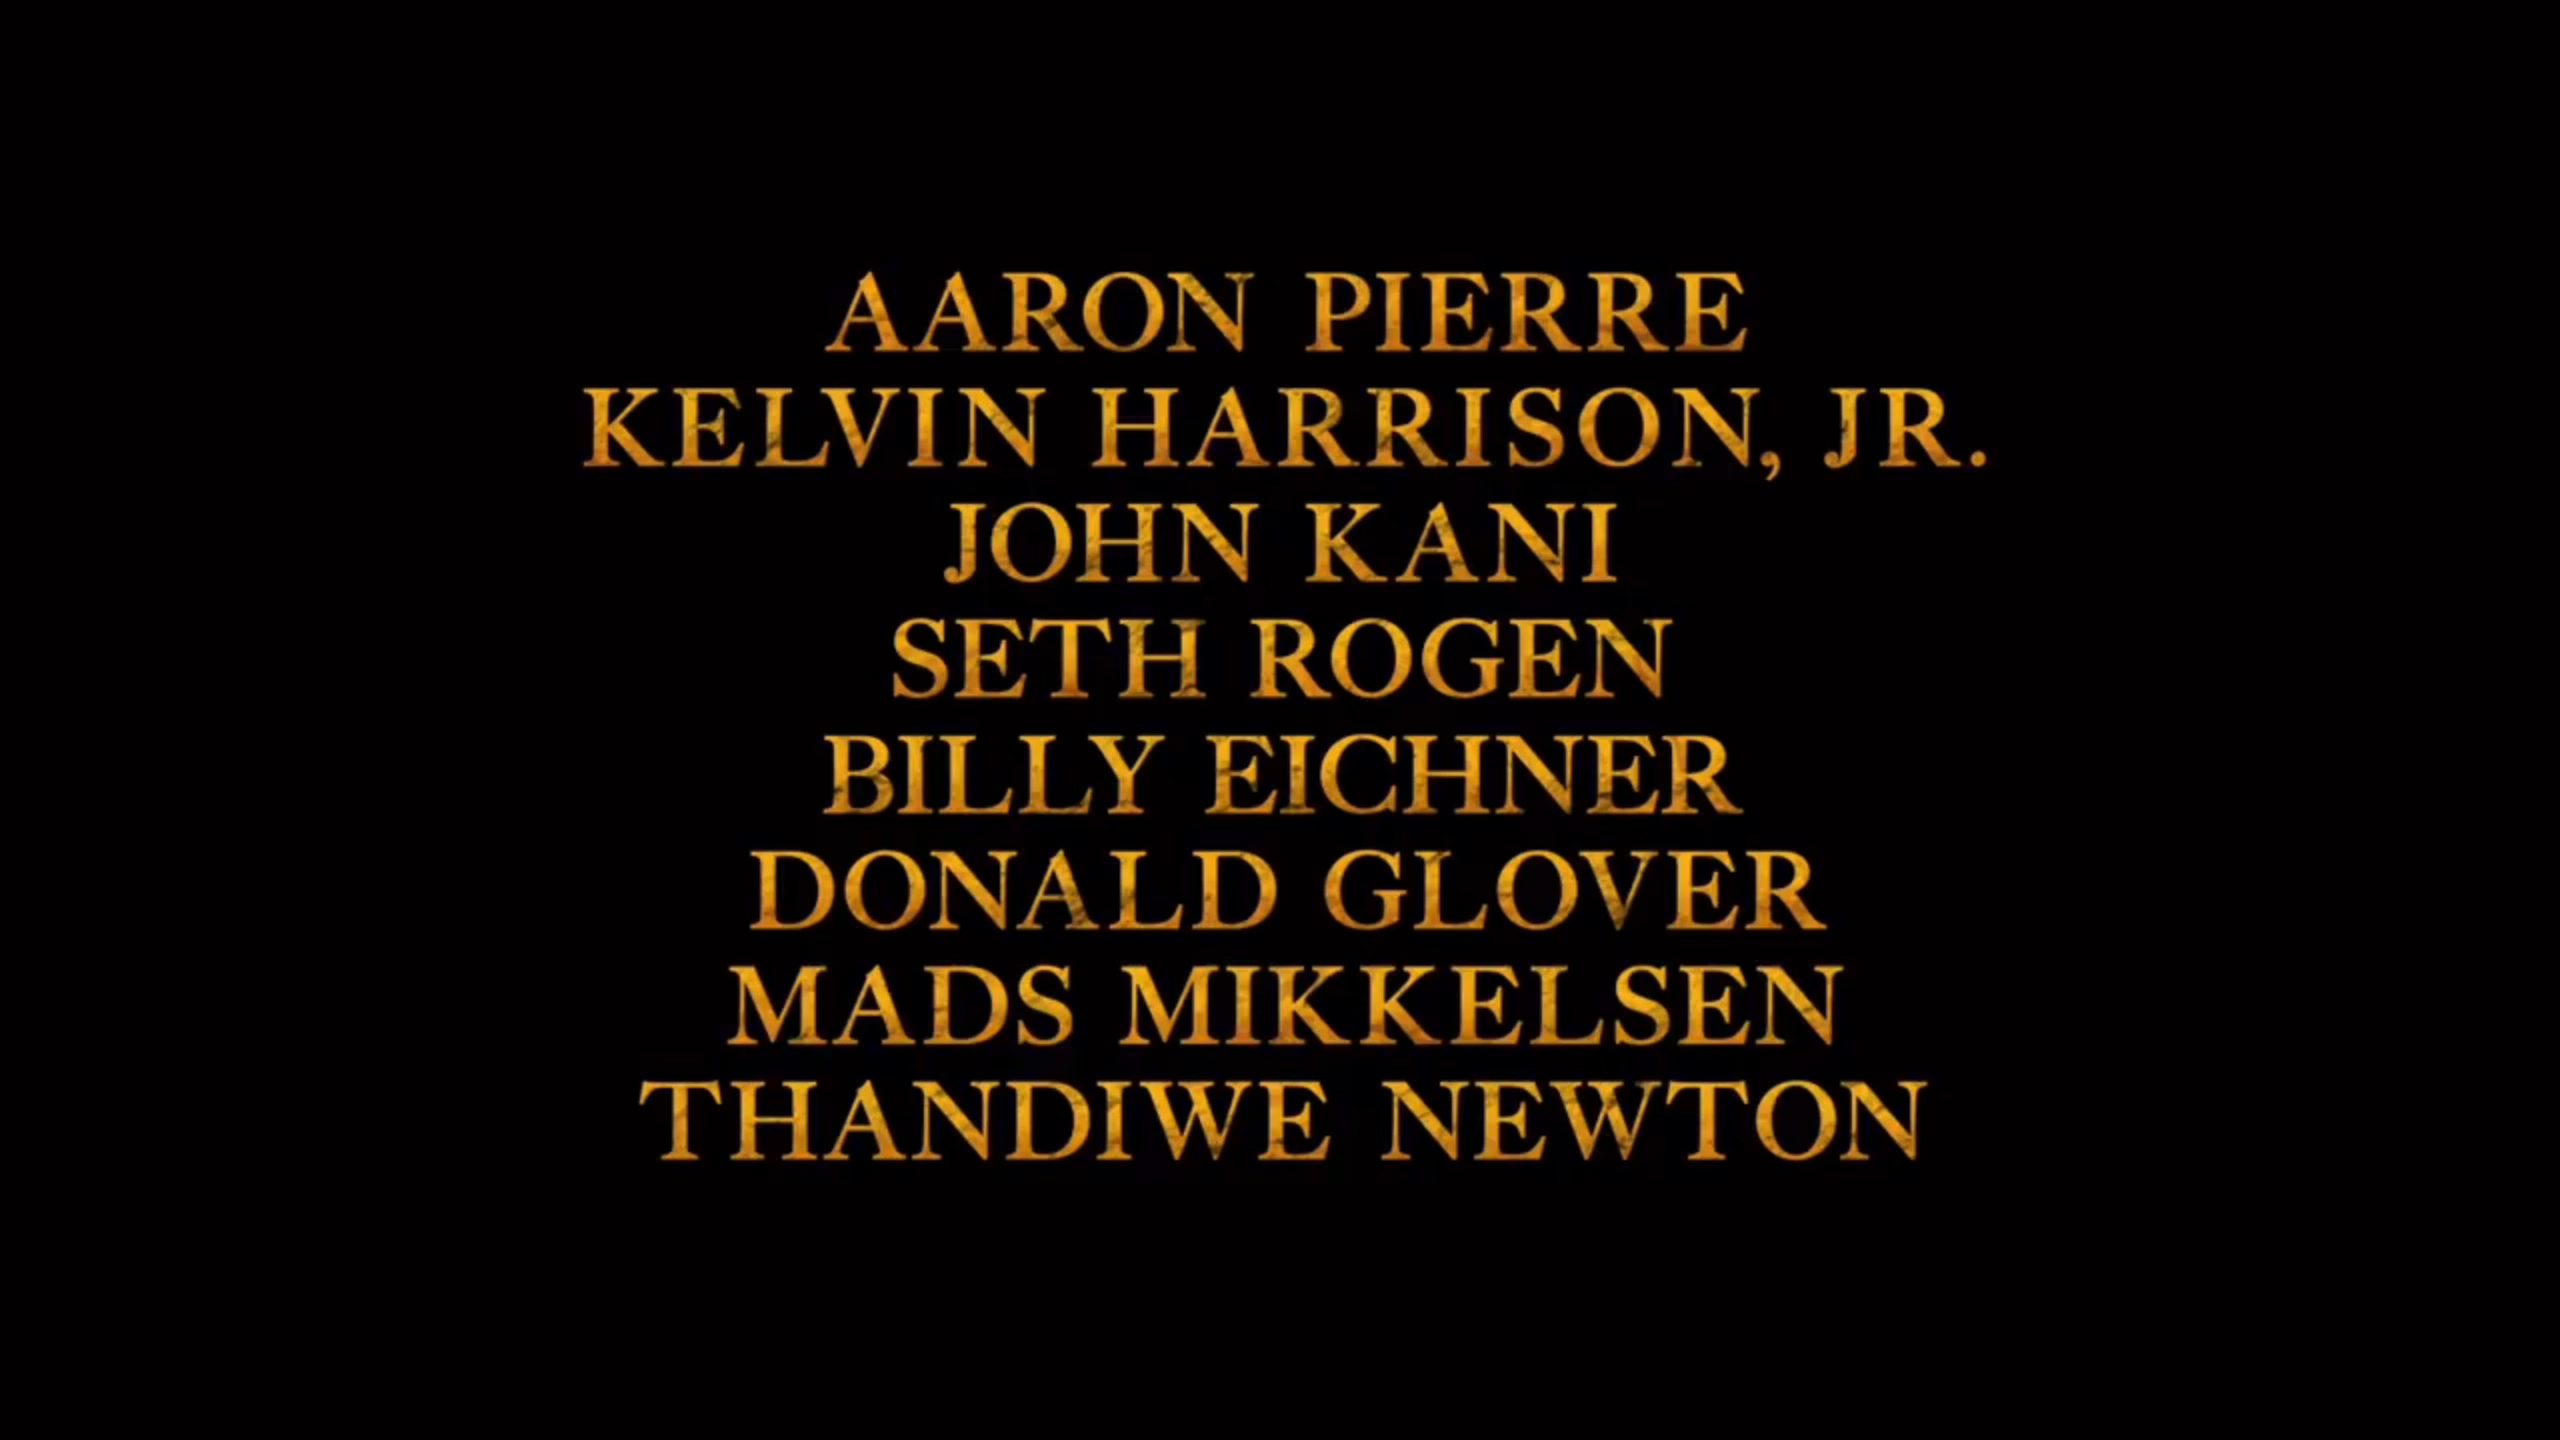 AARON PIERRE
KELVIN HARRISON, JR.
JOHN KANI
SETH ROGEN
BILLY EICHNER
DONALD GLOVER
MADS MIKKELSEN
THANDIWE NEWTON